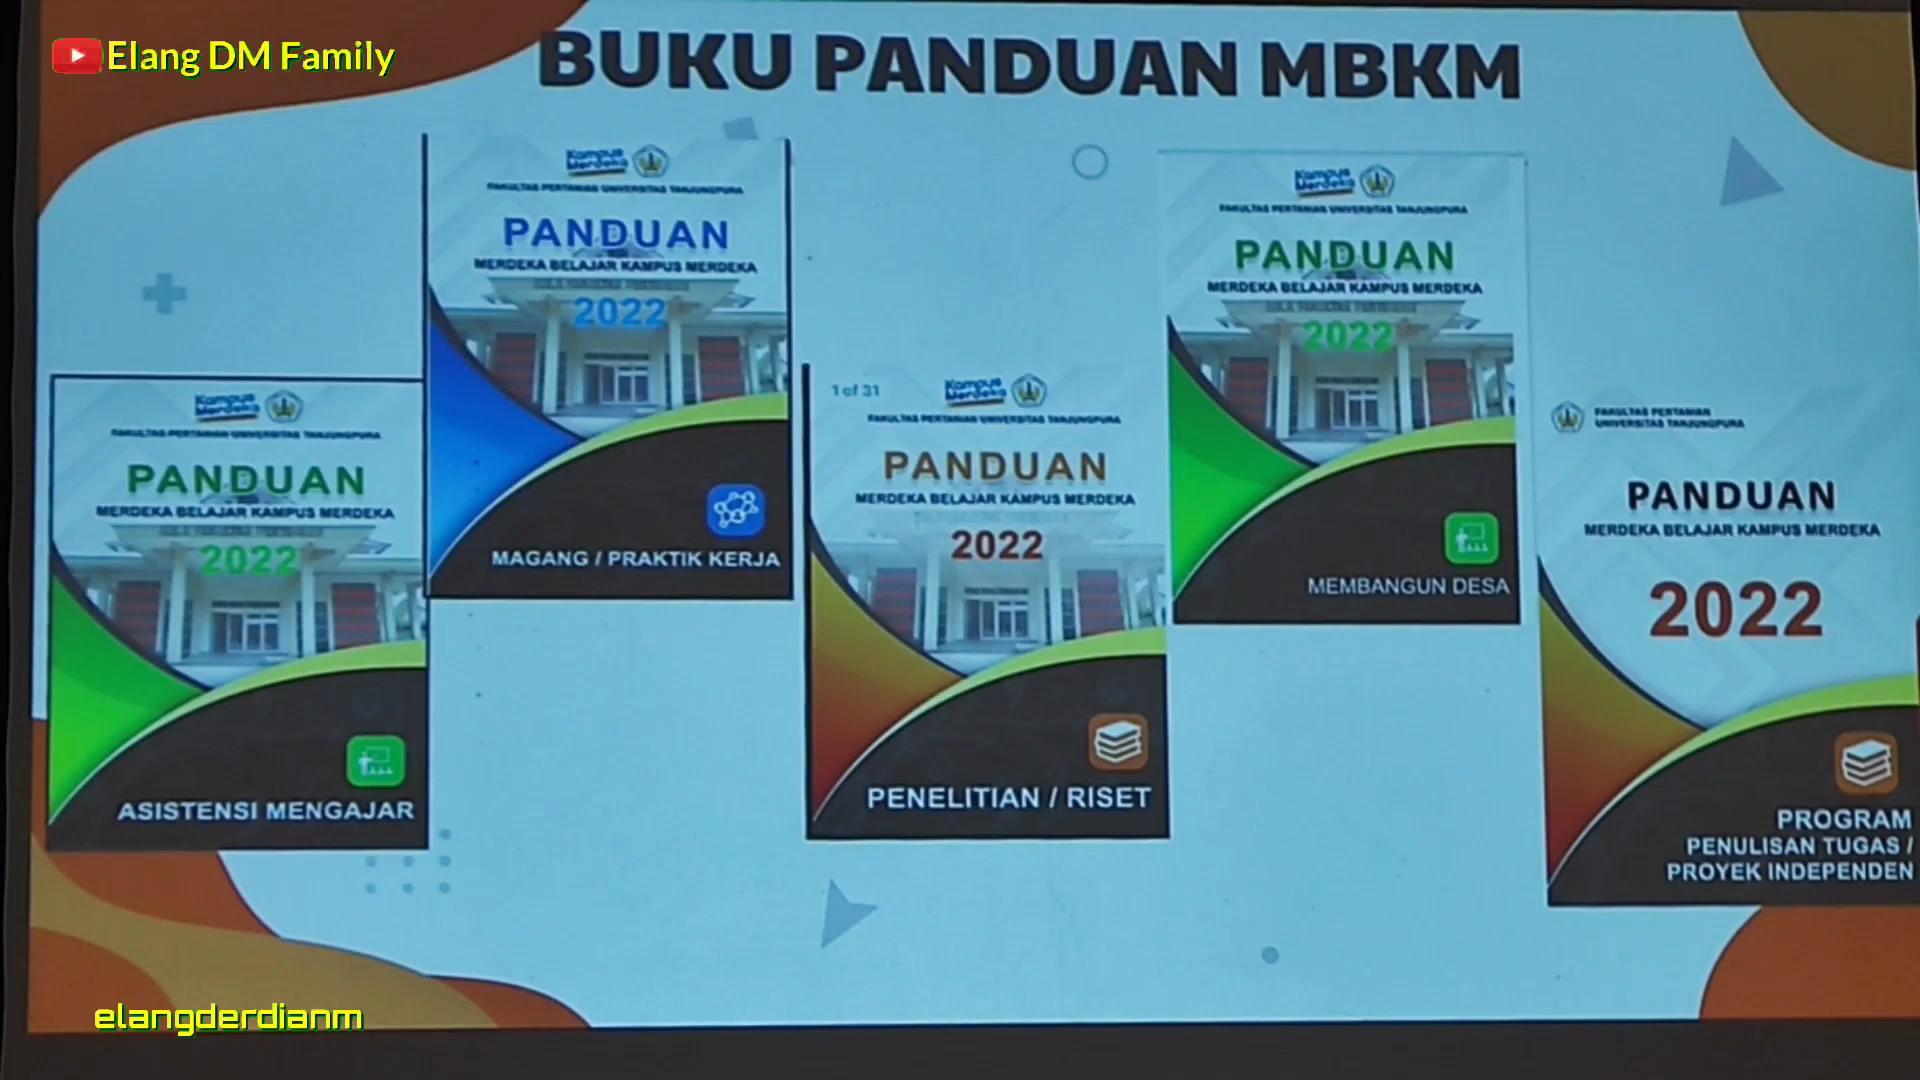 Elang DM Family
BUKU PANDUAN MBKM
Kampus
Merdeka
FAKULTAS PERTANIAN UNIVERSITAS TANJUNGPURA
PANDUAN
MERDEKA BELAJAR KAMPUS MERDEKA
2022
ASISTENSI MENGAJAR
Kampus
Merdeka
FAKULTAS PERTANIAN UNIVERSITAS TANJUNGPURA
PANDUAN
MERDEKA BELAJAR KAMPUS MERDEKA
2022
MAGANG / PRAKTIK KERJA
1 of 31
Kampus
Merdeka
FAKULTAS PERTANIAN UNIVERSITAS TANJUNGPURA
PANDUAN
MERDEKA BELAJAR KAMPUS MERDEKA
2022
PENELITIAN / RISET
Kampus
Merdeka
FAKULTAS PERTANIAN UNIVERSITAS TANJUNGPURA
PANDUAN
MERDEKA BELAJAR KAMPUS MERDEKA
2022
MEMBANGUN DESA
FAKULTAS PERTANIAN
UNIVERSITAS TANJUNGPURA
PANDUAN
MERDEKA BELAJAR KAMPUS MERDEKA
2022
PROGRAM
PENULISAN TUGAS /
PROYEK INDEPENDEN
elangderdianm